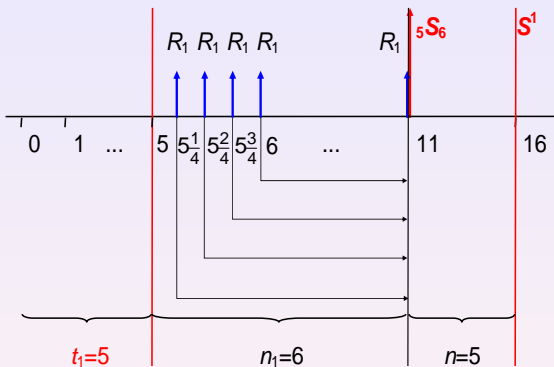 R₁ R₁ R₁ R₁ R₁ ₅S₆ S¹
0 1 ... 5 5¼ 52/4 5¾ 6 ... 11 16
t₁=5 n₁=6 n=5